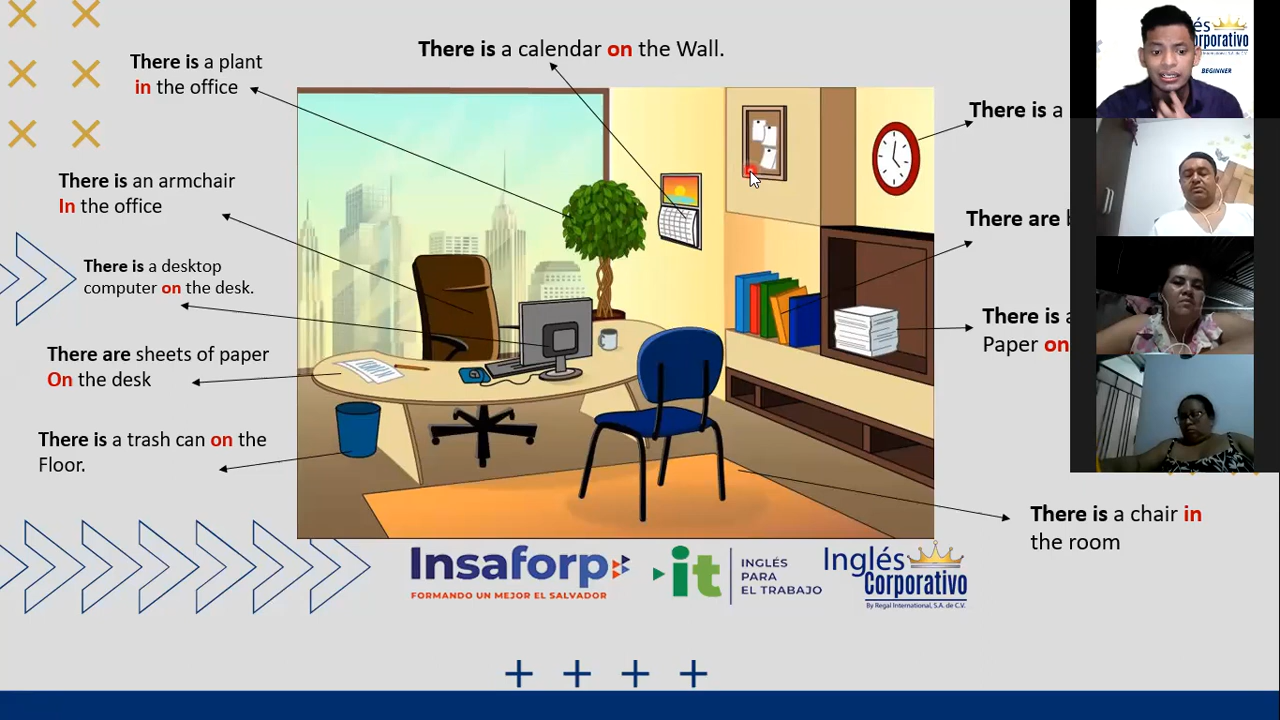 There is a calendar on the Wall.
There is a plant
in the office
There is an armchair
In the office
There is a desktop
computer on the desk.
There are sheets of paper
On the desk
There is a trash can on the
Floor.
There is a
There are
There is
Paper on
There is a chair in
the room
Insaforp
FORMANDO UN MEJOR EL SALVADOR
it
INGLÉS
PARA
EL TRABAJO
Inglés
Corporativo
By Regal International, S.A. de C.V.
BEGINNER